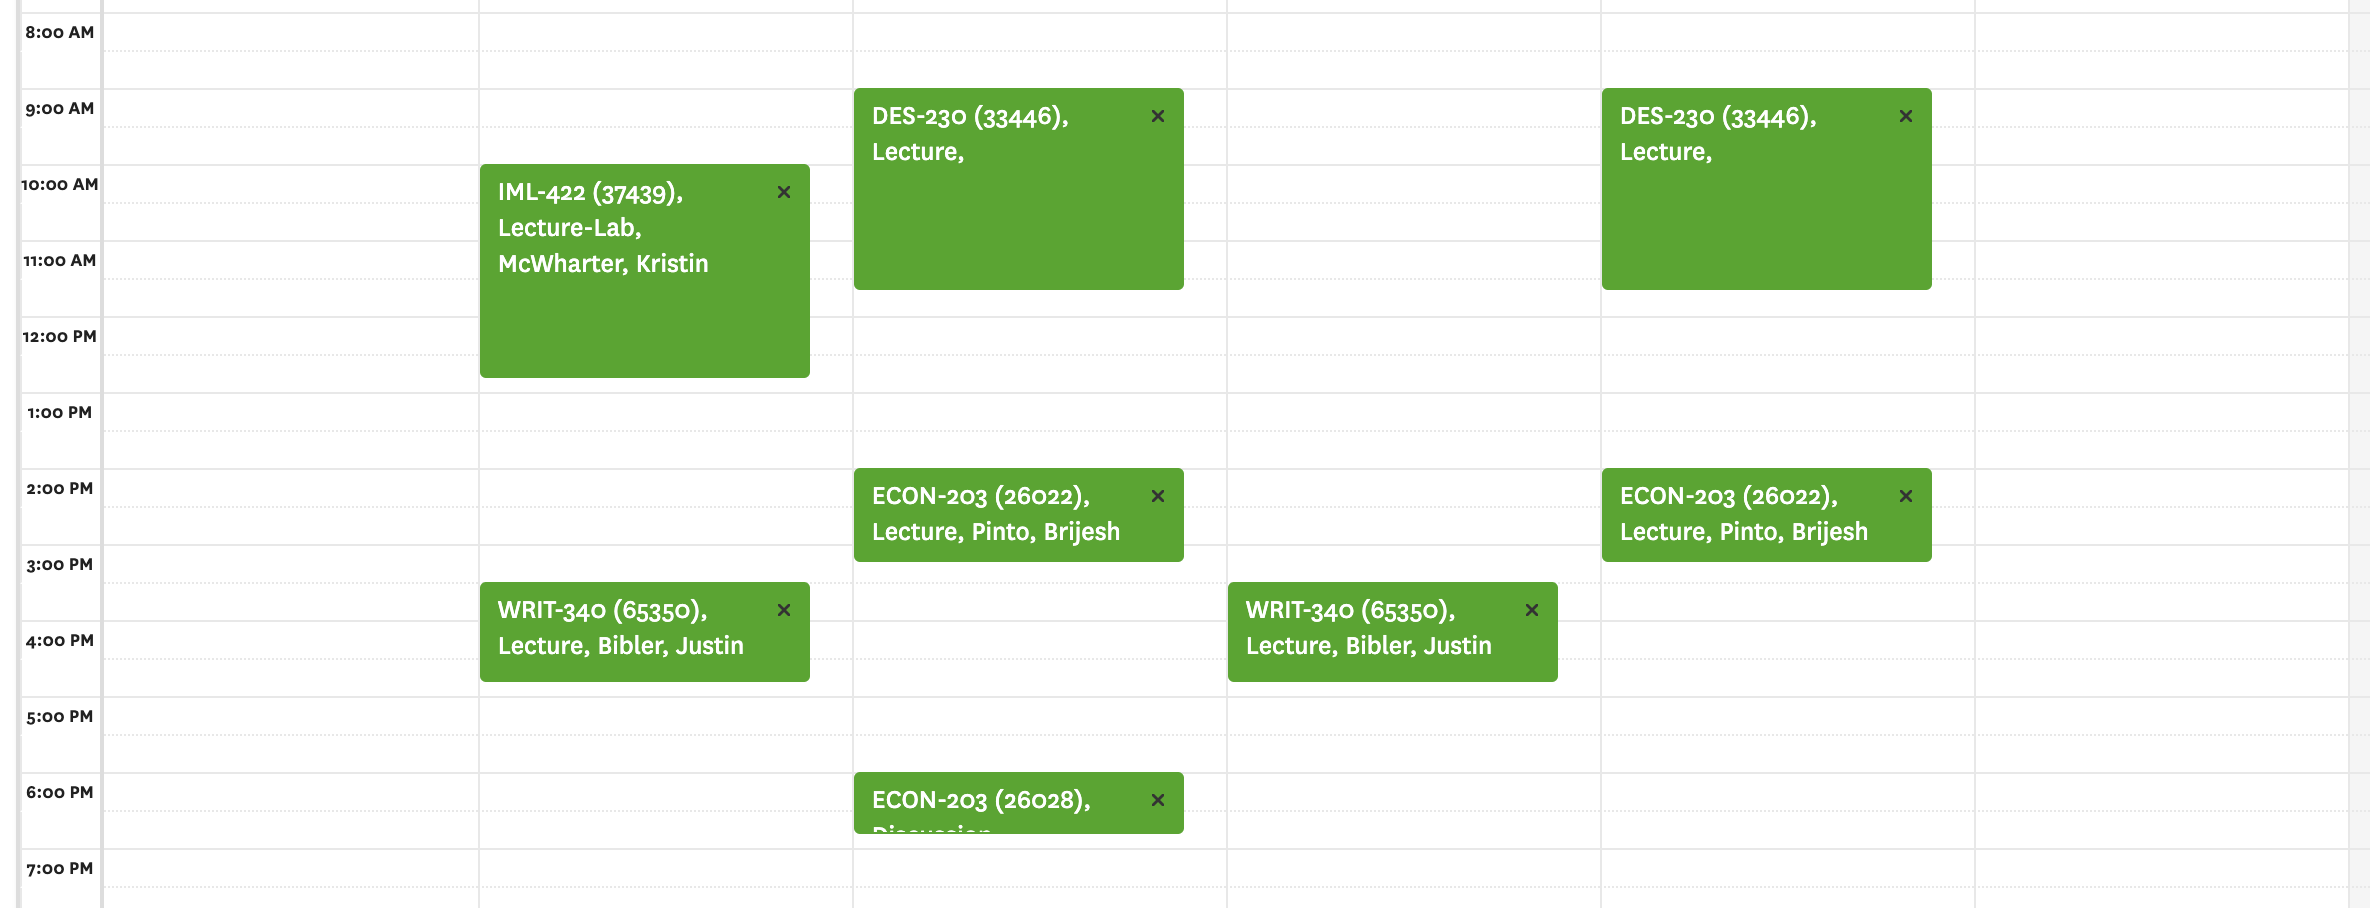 8:00 AM
9:00 AM
10:00 AM
11:00 AM
12:00 PM
1:00 PM
2:00 PM
3:00 PM
4:00 PM
5:00 PM
6:00 PM
7:00 PM
IML-422 (37439),
Lecture-Lab,
McWharter, Kristin
WRIT-340 (65350),
Lecture, Bibler, Justin
DES-230 (33446),
Lecture,
ECON-203 (26022),
Lecture, Pinto, Brijesh
ECON-203 (26028),
Discussion
WRIT-340 (65350),
Lecture, Bibler, Justin
DES-230 (33446),
Lecture,
ECON-203 (26022),
Lecture, Pinto, Brijesh